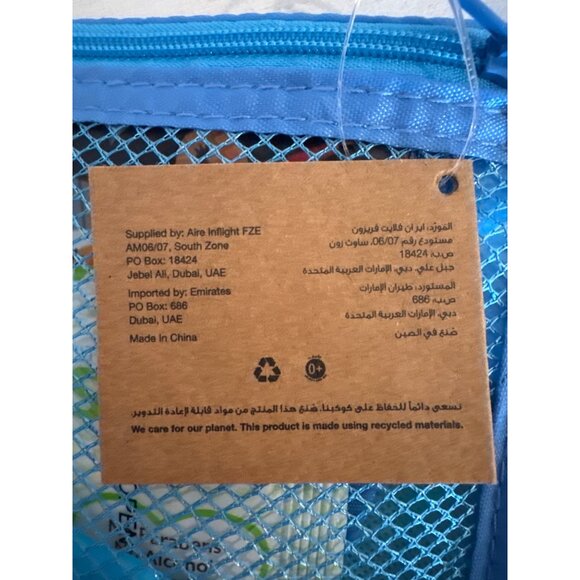 Supplied by: Aire Inflight FZE
AM06/07, South Zone
PO Box: 18424
Jebel Ali, Dubai, UAE
Imported by: Emirates
PO Box: 686
Dubai, UAE
Made In China
المورّد: اير ان فلايت فريزون
مستودع رقم 06/07، ساوث زون
ص.ب: 18424
جبل علي، دبي، الإمارات العربية المتحدة
المستورد: طيران الإمارات
ص.ب: 686
دبي، الإمارات العربية المتحدة
صُنع في الصين
0+
نسعى دائماً للحفاظ على كوكبنا. صُنع هذا المنتج من مواد قابلة لإعادة التدوير.
We care for our planet. This product is made using recycled materials.